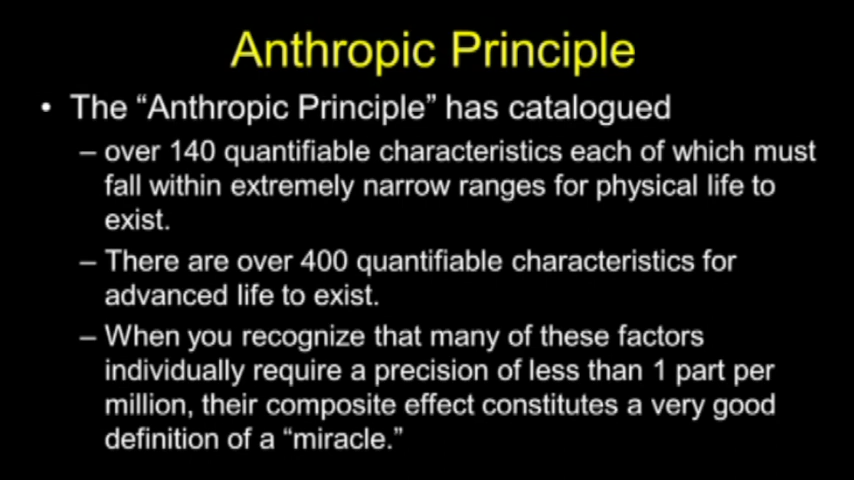 Anthropic Principle
• The “Anthropic Principle” has catalogued
– over 140 quantifiable characteristics each of which must
fall within extremely narrow ranges for physical life to
exist.
– There are over 400 quantifiable characteristics for
advanced life to exist.
– When you recognize that many of these factors
individually require a precision of less than 1 part per
million, their composite effect constitutes a very good
definition of a “miracle.”